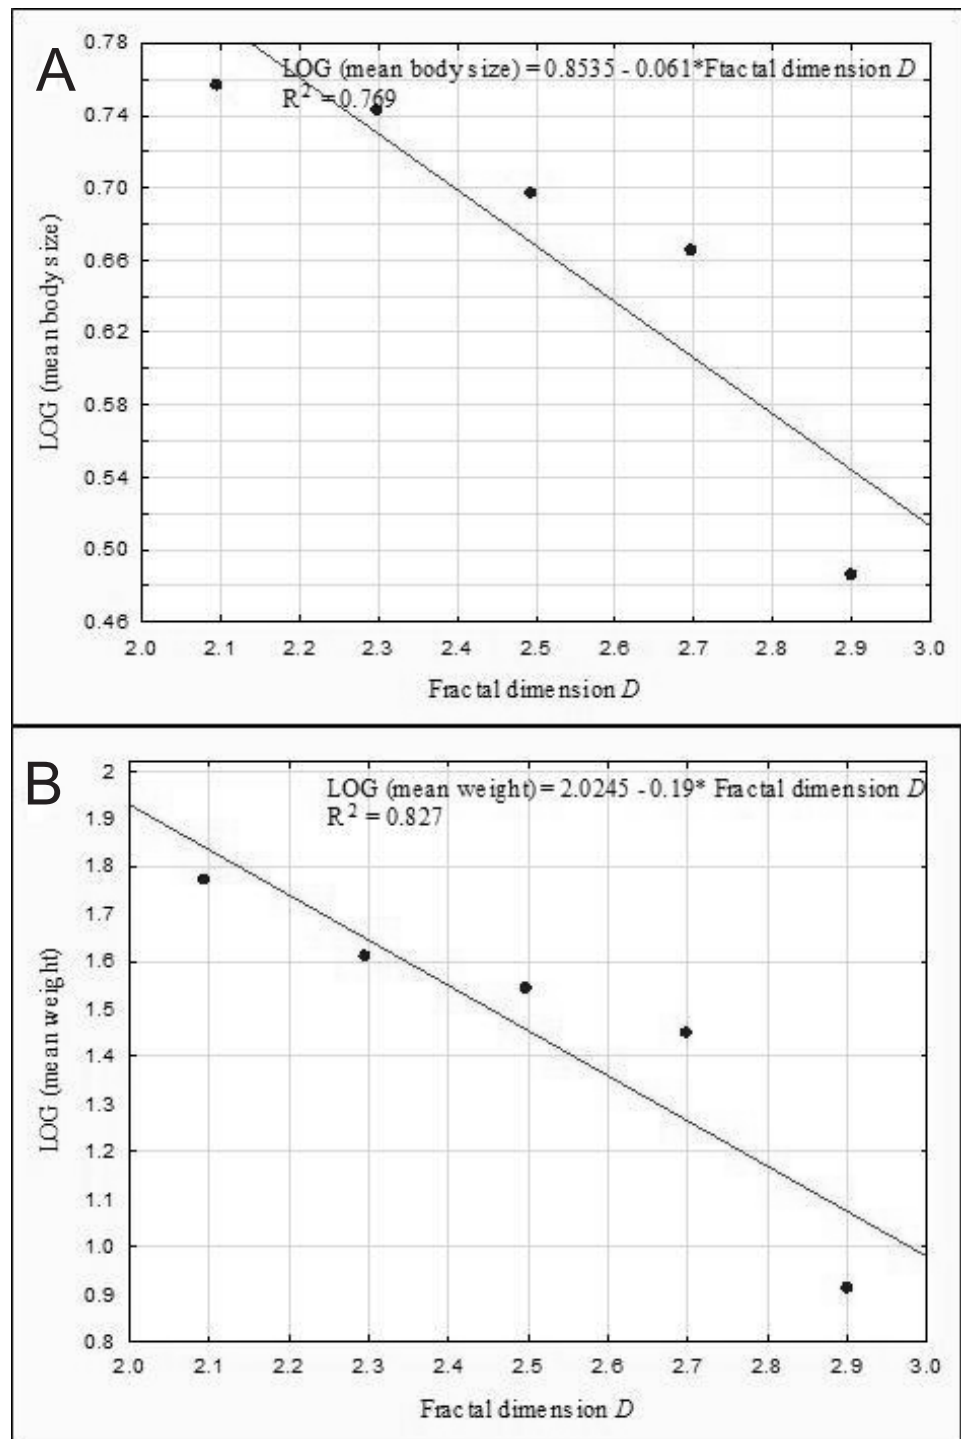 A
LOG (mean body size) = 0.8535 - 0.061*Ftactal dimension D
R² = 0.769
0.78
0.74
0.70
0.66
0.62
0.58
0.54
0.50
0.46
LOG (mean body size)
2.0 2.1 2.2 2.3 2.4 2.5 2.6 2.7 2.8 2.9 3.0
Fractal dimension D
B
LOG (mean weight) = 2.0245 - 0.19* Fractal dimension D
R² = 0.827
2
1.9
1.8
1.7
1.6
1.5
1.4
1.3
1.2
1.1
1.0
0.9
0.8
LOG (mean weight)
2.0 2.1 2.2 2.3 2.4 2.5 2.6 2.7 2.8 2.9 3.0
Fractal dimension D